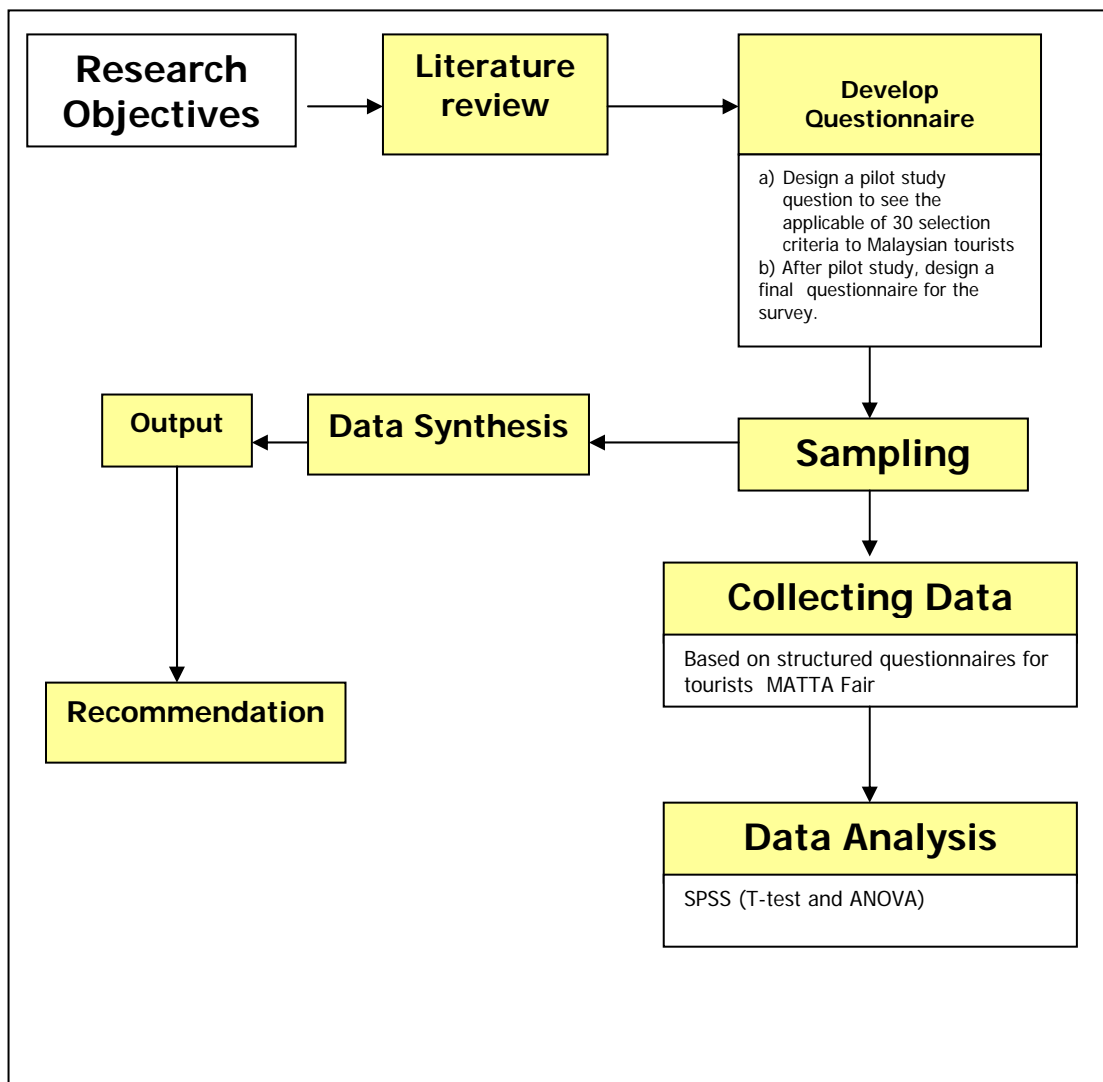 Research
Objectives
Literature
review
Develop
Questionnaire
a) Design a pilot study
question to see the
applicable of 30 selection
criteria to Malaysian tourists
b) After pilot study, design a
final questionnaire for the
survey.
Output
Data Synthesis
Sampling
Collecting Data
Based on structured questionnaires for
tourists MATTA Fair
Recommendation
Data Analysis
SPSS (T-test and ANOVA)